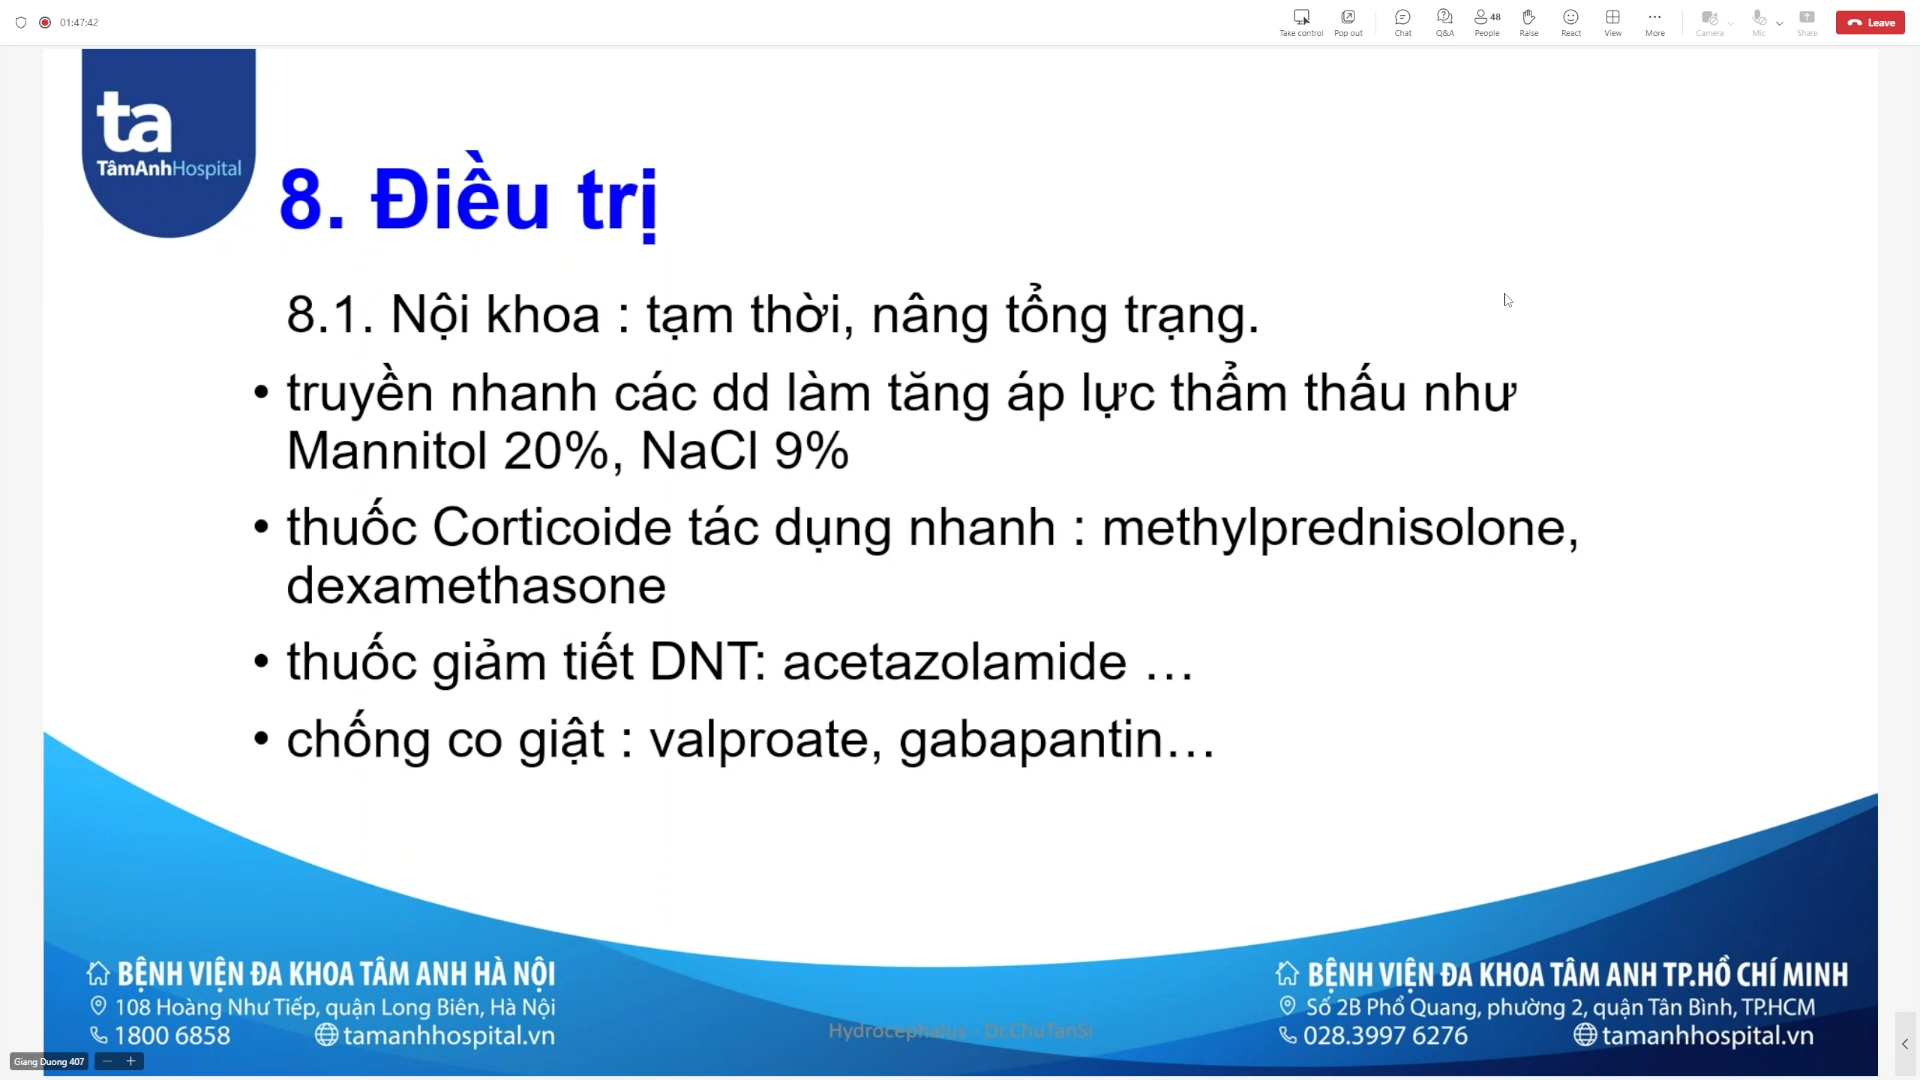 01:47:42
Take control
Pop out
Chat
Q&A
48
People
Raise
React
View
More
Camera
Mic
Share
Leave
ta
TâmAnhHospital
8. Điều trị
8.1. Nội khoa : tạm thời, nâng tổng trạng.
• truyền nhanh các dd làm tăng áp lực thẩm thấu như
Mannitol 20%, NaCl 9%
• thuốc Corticoide tác dụng nhanh : methylprednisolone,
dexamethasone
• thuốc giảm tiết DNT: acetazolamide …
• chống co giật : valproate, gabapantin…
BỆNH VIỆN ĐA KHOA TÂM ANH HÀ NỘI
108 Hoàng Như Tiếp, quận Long Biên, Hà Nội
1800 6858 tamanhhospital.vn
Hydrocephalus - Dr.ChuTanSi
BỆNH VIỆN ĐA KHOA TÂM ANH TP.HỒ CHÍ MINH
Số 2B Phổ Quang, phường 2, quận Tân Bình, TP.HCM
028.3997 6276 tamanhhospital.vn
Giang Duong 407